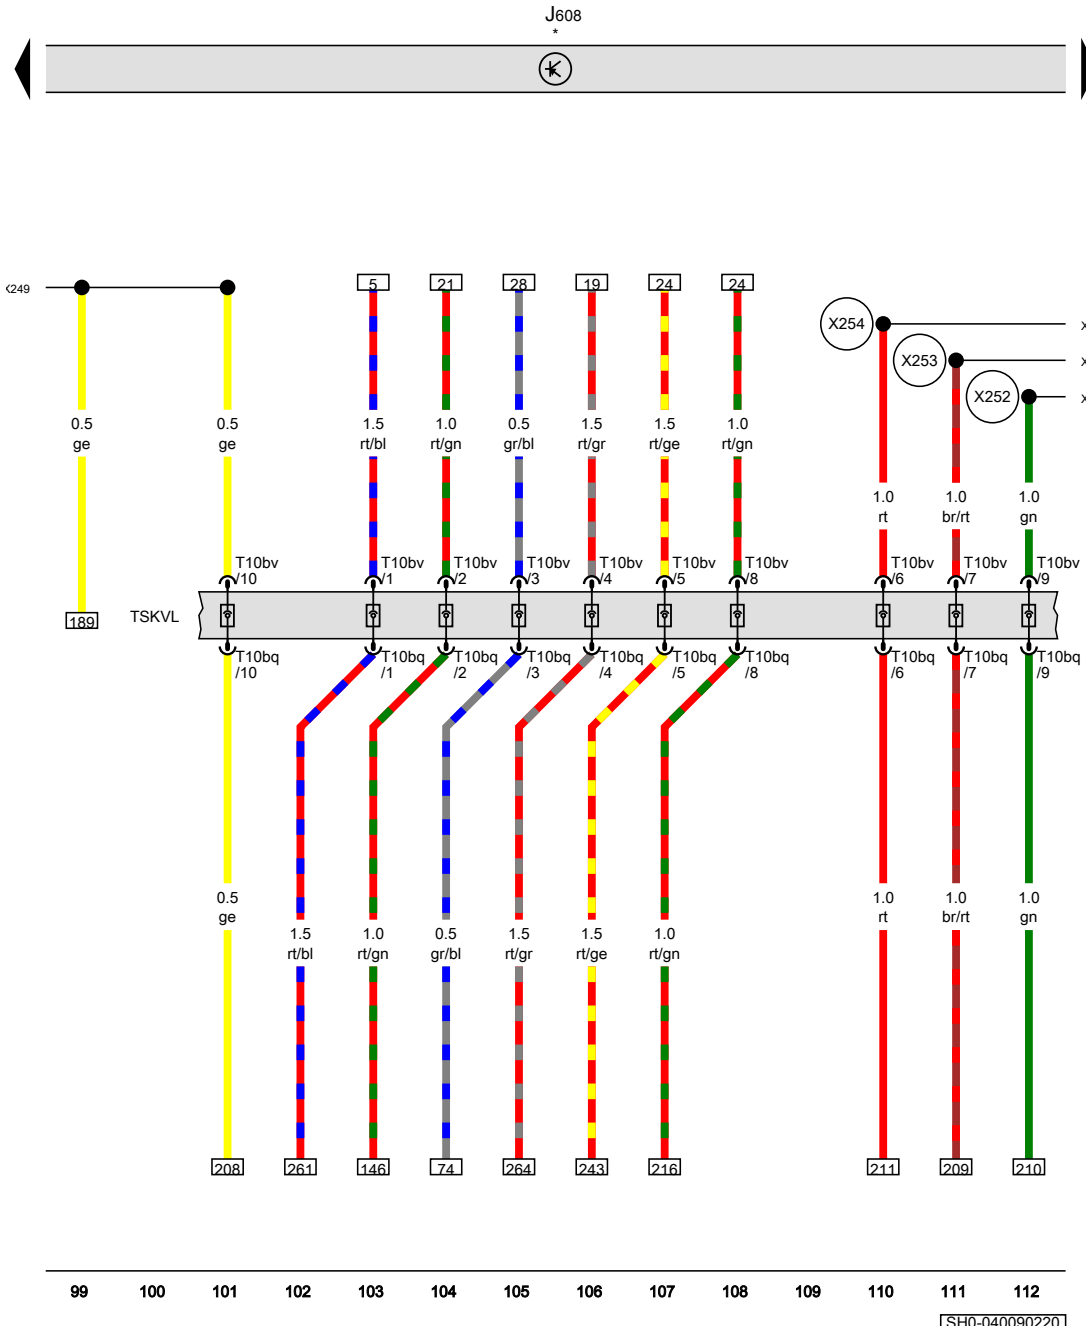 J608
*
5 21 28 19 24 24
X249
X254
X
X253
X
X252
X
0.5 0.5 1.5 1.0 0.5 1.5 1.5 1.0
ge ge rt/bl rt/gn gr/bl rt/gr rt/ge rt/gn
1.0 1.0 1.0
rt br/rt gn
T10bv T10bv T10bv T10bv T10bv T10bv T10bv T10bv T10bv T10bv
/10 /1 /2 /3 /4 /5 /8 /6 /7 /9
189 TSKVL
T10bq T10bq T10bq T10bq T10bq T10bq T10bq T10bq T10bq T10bq
/10 /1 /2 /3 /4 /5 /8 /6 /7 /9
0.5 1.0 1.0 1.0
ge rt br/rt gn
1.5 1.0 0.5 1.5 1.5 1.0
rt/bl rt/gn gr/bl rt/gr rt/ge rt/gn
208 261 146 74 264 243 216 211 209 210
99 100 101 102 103 104 105 106 107 108 109 110 111 112
SH0-040090220